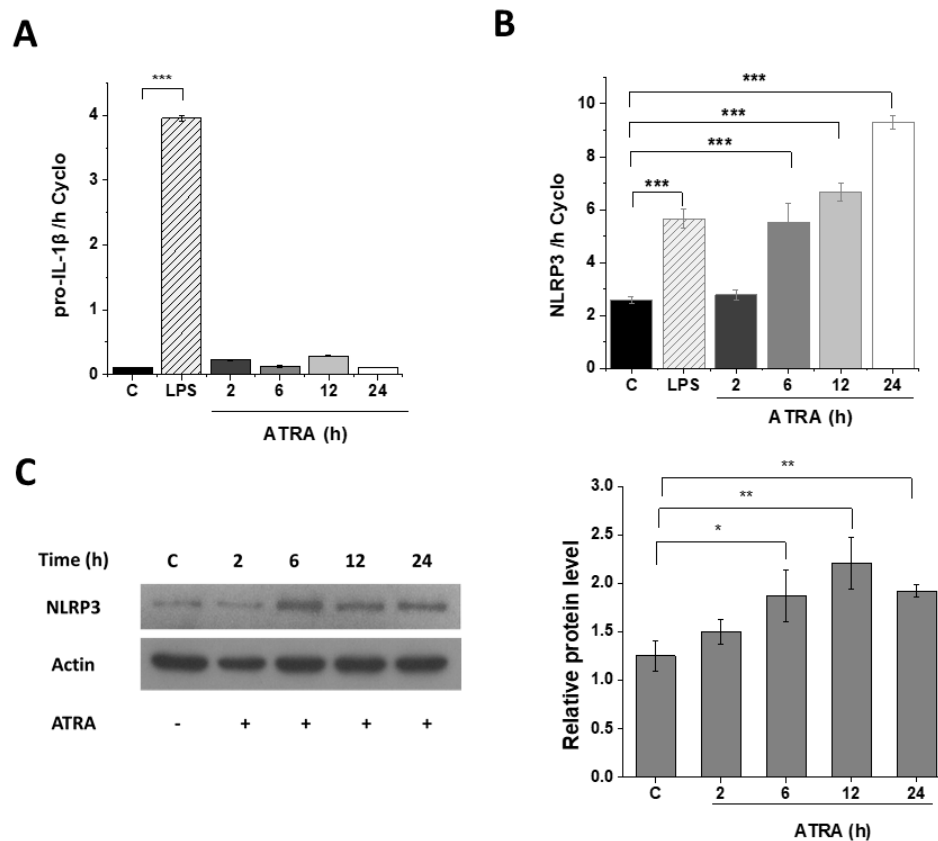 A
***
pro-IL-1β /h Cyclo
4
2
0
C LPS 2 6 12 24
ATRA (h)
B
***
***
***
***
NLRP3 /h Cyclo
10
8
6
4
2
0
C LPS 2 6 12 24
ATRA (h)
C
Time (h) C 2 6 12 24
NLRP3
Actin
ATRA - + + + +
**
**
*
Relative protein level
3.0
2.5
2.0
1.5
1.0
0.5
0.0
C 2 6 12 24
ATRA (h)